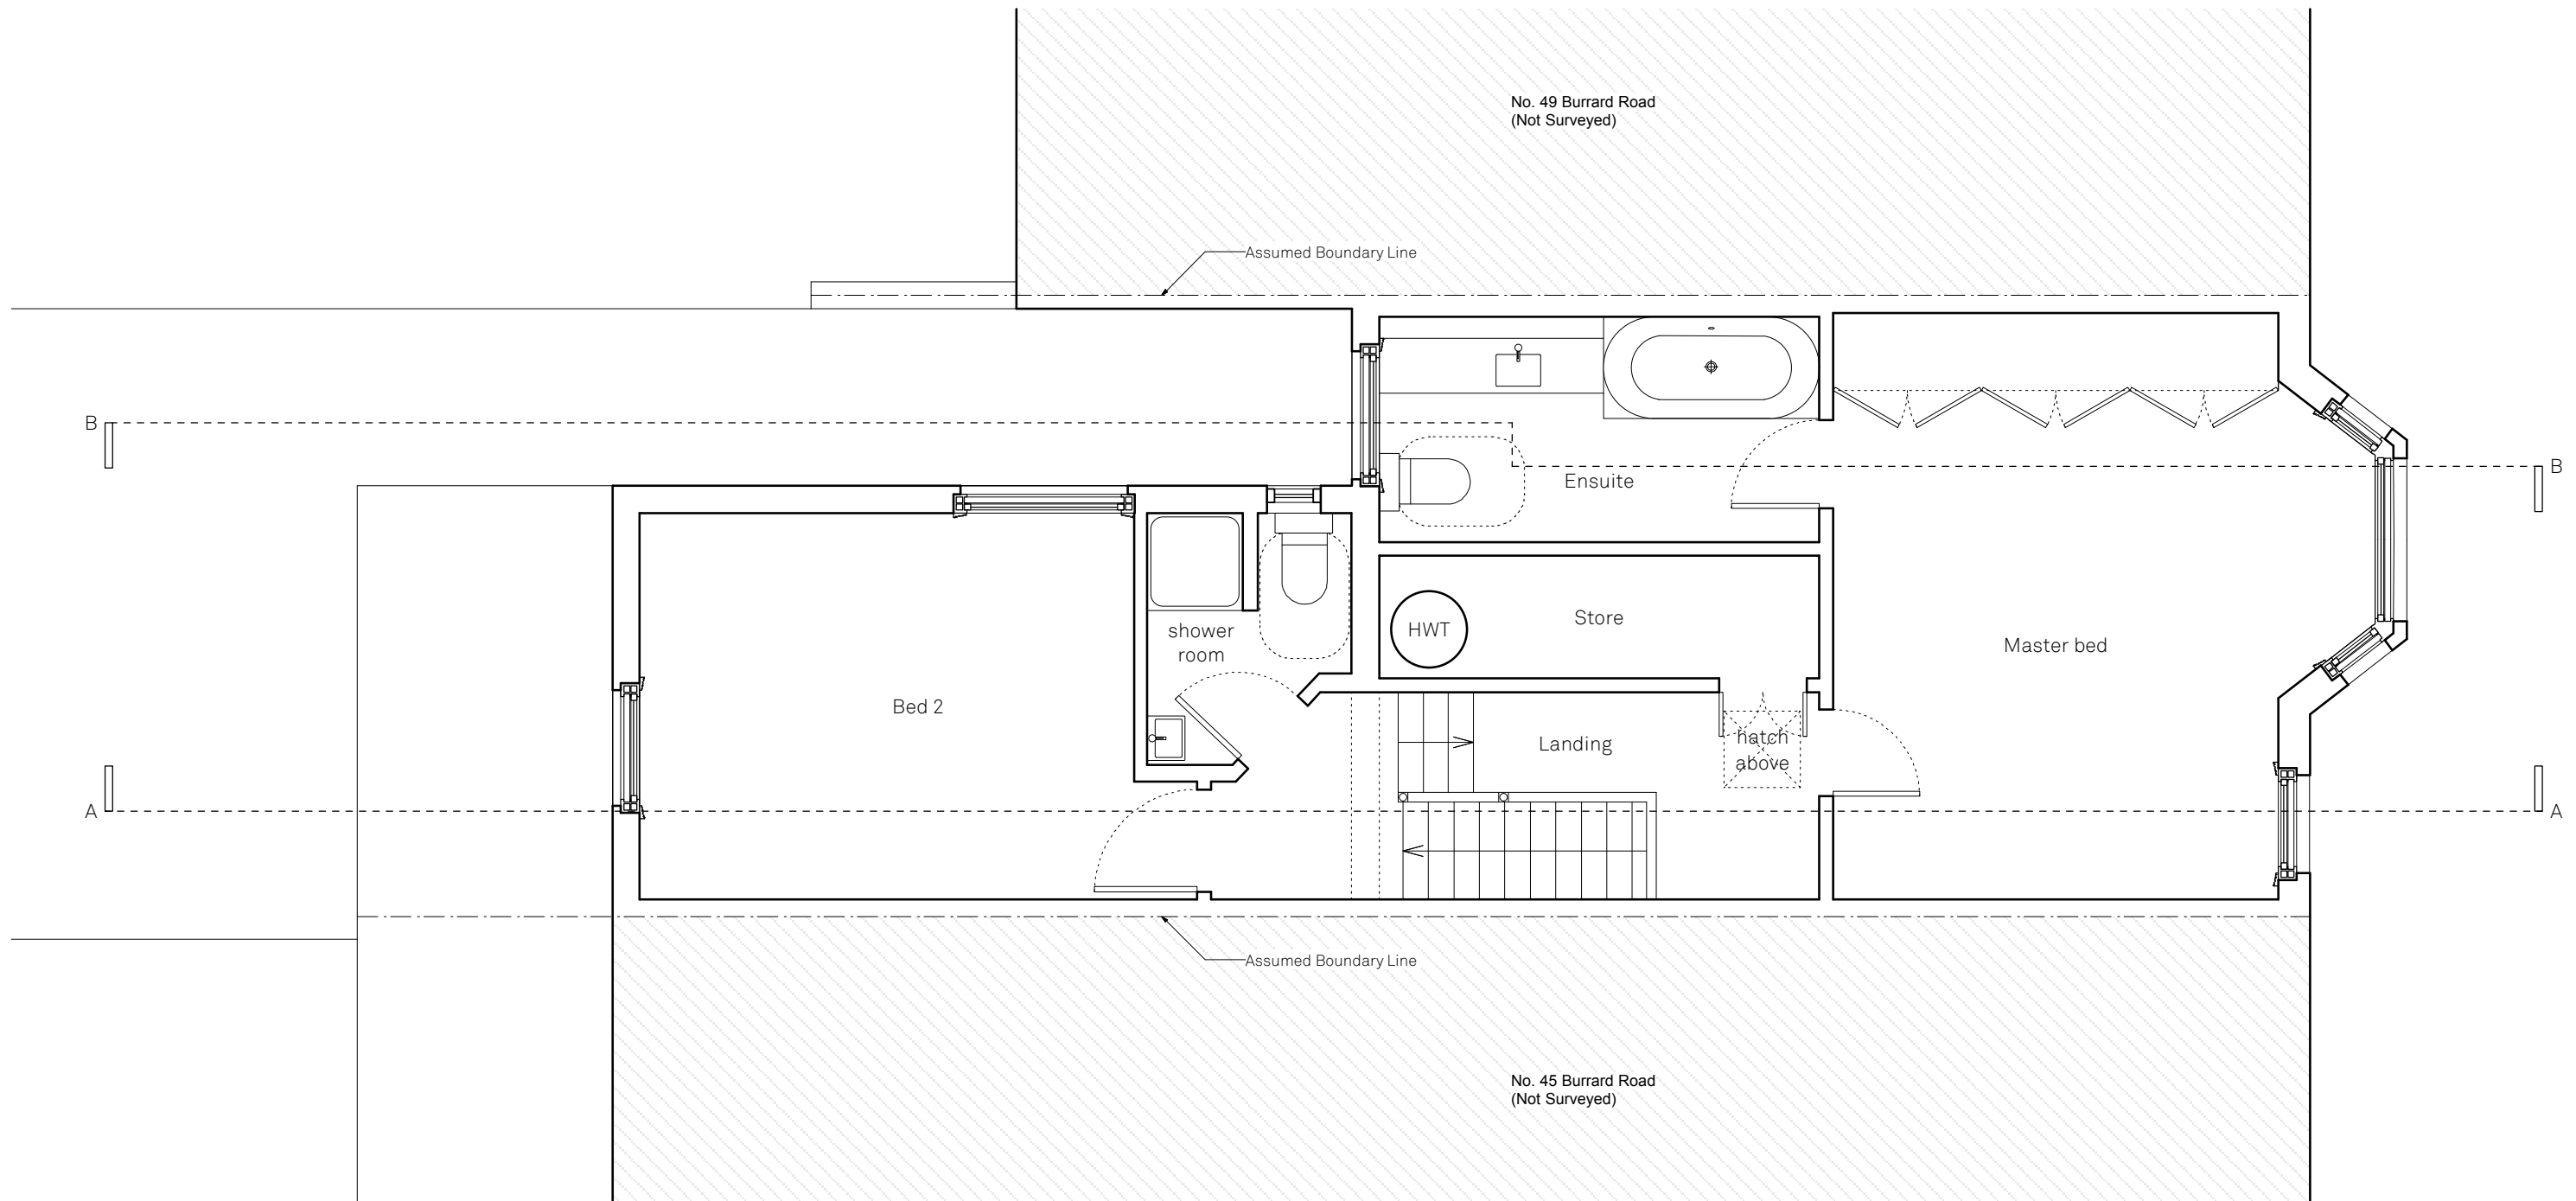 No. 49 Burrard Road
(Not Surveyed)
Assumed Boundary Line
B
B
Ensuite
Store
HWT
shower
room
Master bed
Bed 2
Landing
hatch
above
A
A
Assumed Boundary Line
No. 45 Burrard Road
(Not Surveyed)